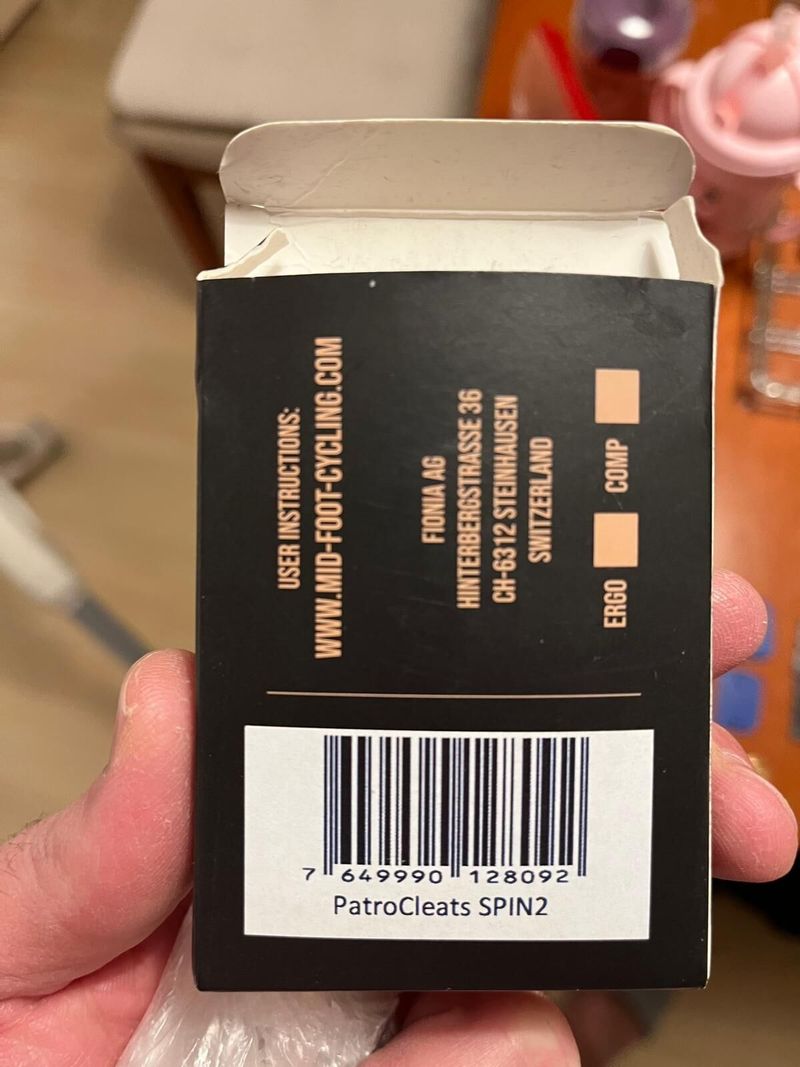 USER INSTRUCTIONS:
WWW.MID-FOOT-CYCLING.COM
FIONIA AG
HINTERBERGSTRASSE 36
CH-6312 STEINHAUSEN
SWITZERLAND
ERGO COMP
7 649990 128092
PatroCleats SPIN2